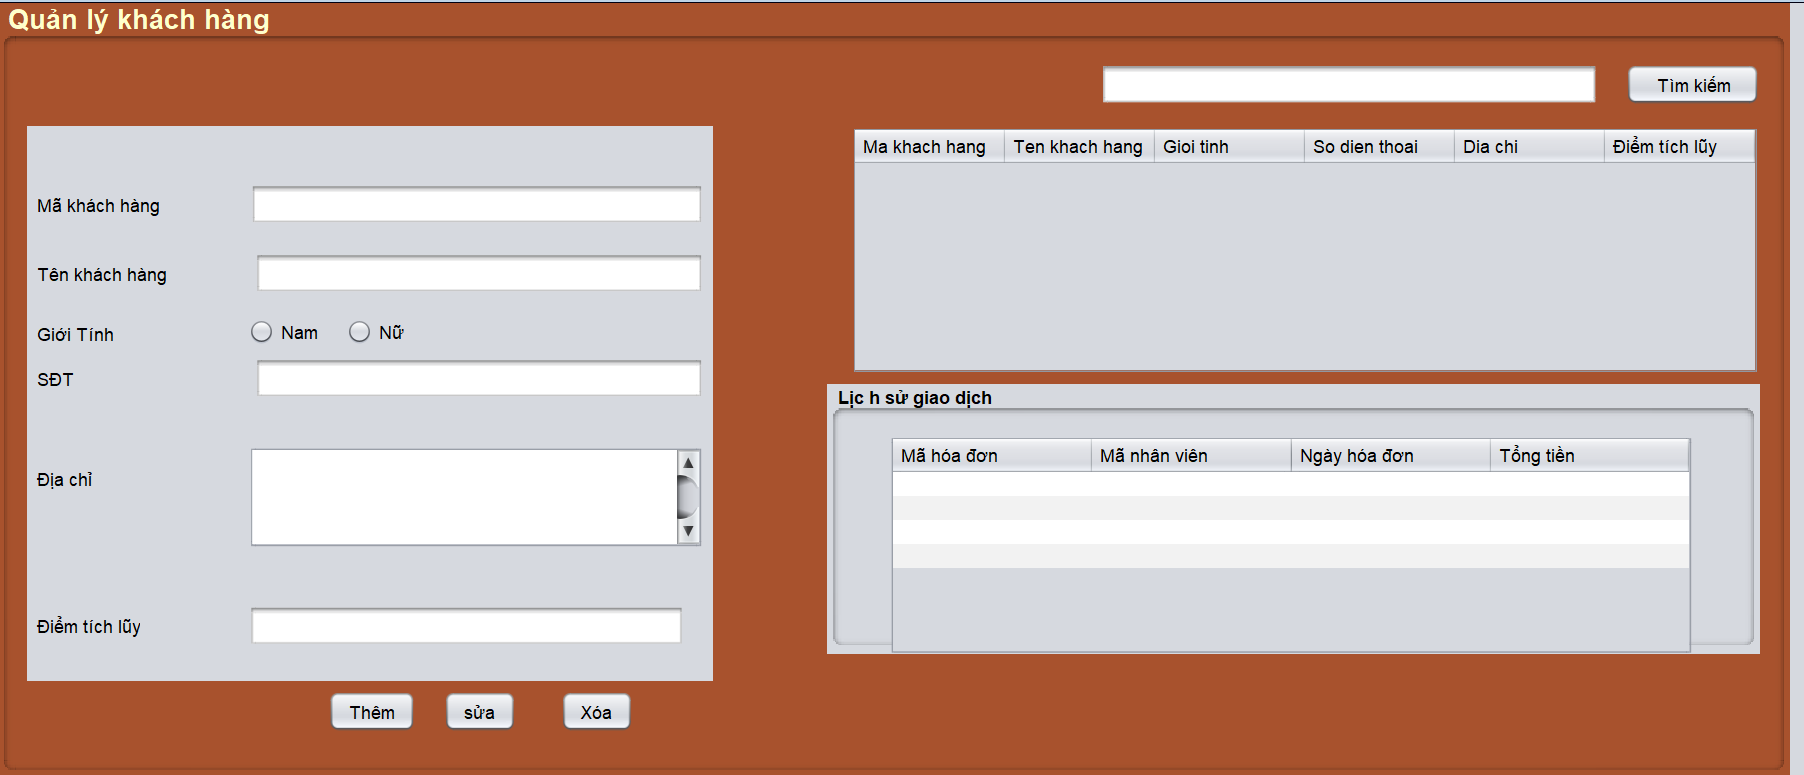 Quản lý khách hàng
Tìm kiếm
Mã khách hàng
Tên khách hàng
Giới Tính
Nam
Nữ
SĐT
Địa chỉ
Điểm tích lũy
Thêm
sửa
Xóa
Ma khach hang
Ten khach hang
Gioi tinh
So dien thoai
Dia chi
Điểm tích lũy
Lịc h sử giao dịch
Mã hóa đơn
Mã nhân viên
Ngày hóa đơn
Tổng tiền